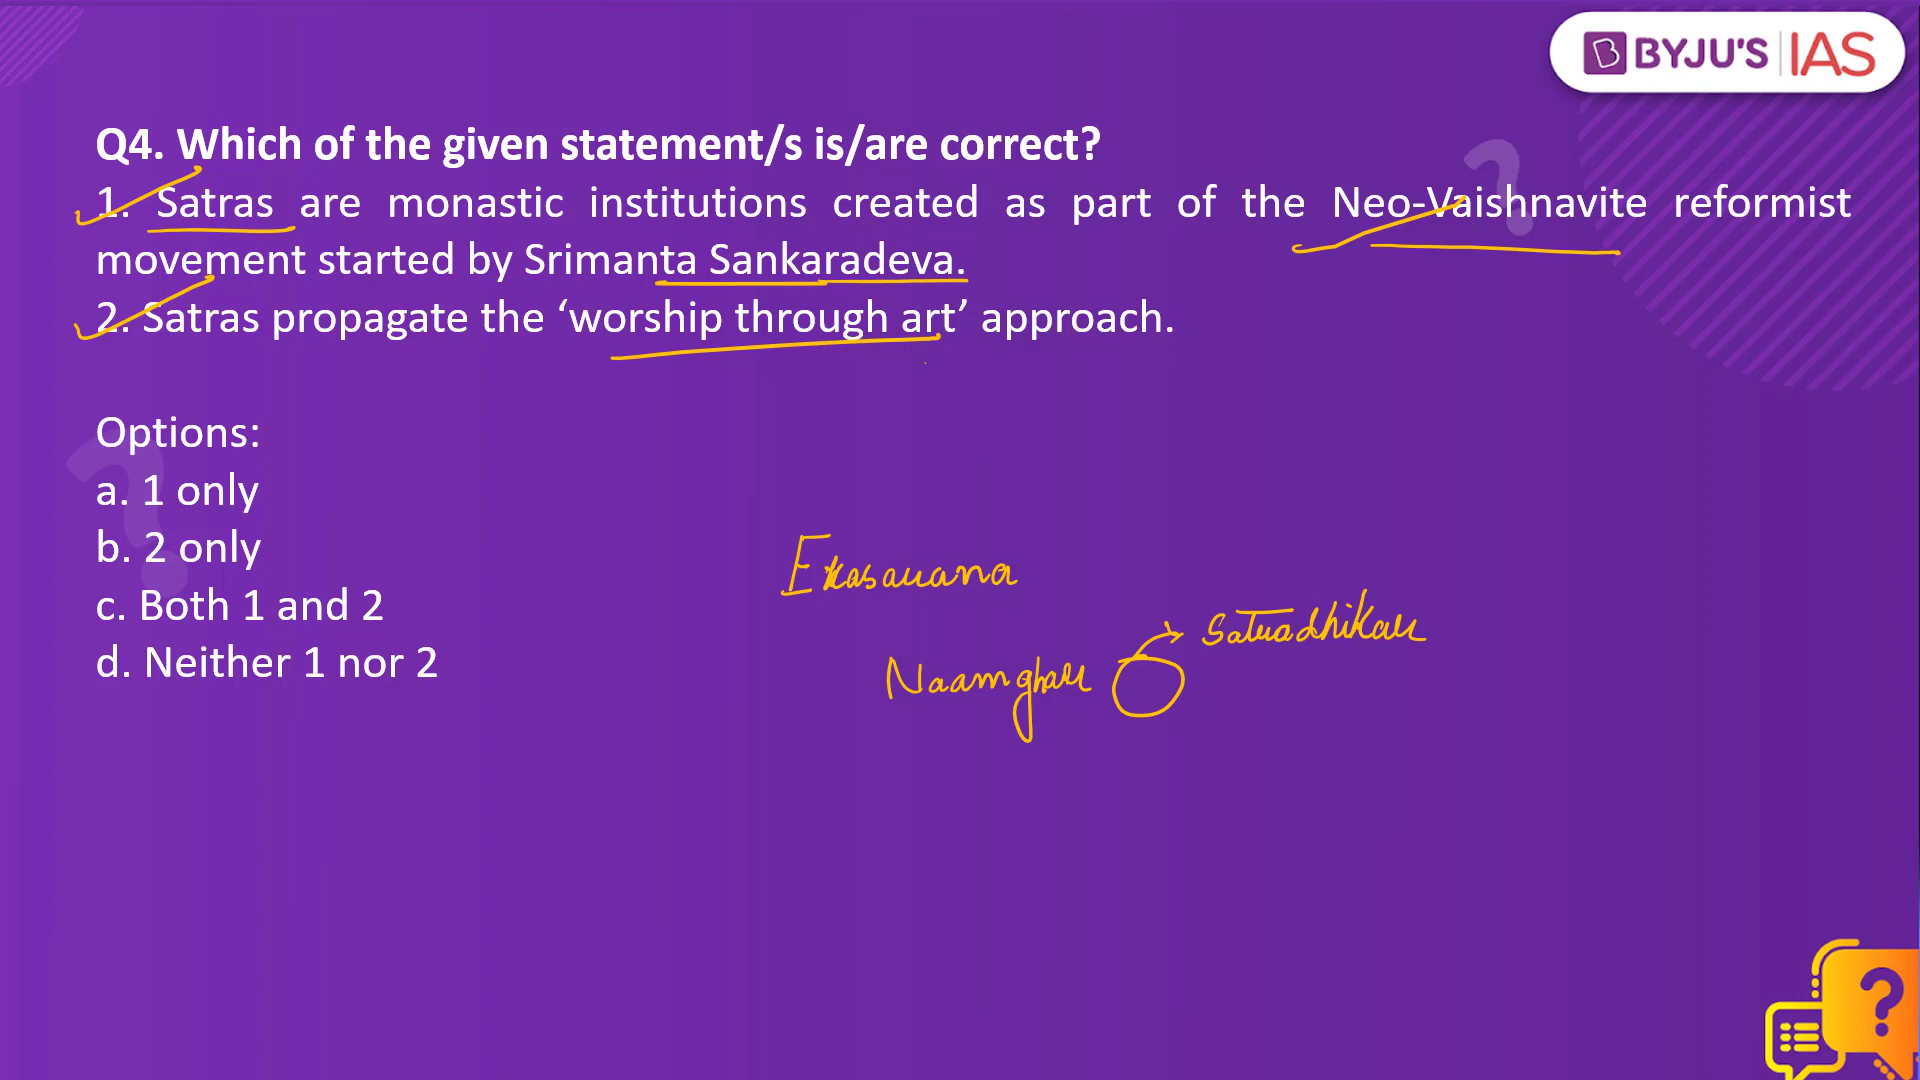 BYJU'S IAS
Q4. Which of the given statement/s is/are correct?
1. Satras are monastic institutions created as part of the Neo-Vaishnavite reformist
movement started by Srimanta Sankaradeva.
2. Satras propagate the ‘worship through art’ approach.
Options:
a. 1 only
b. 2 only
c. Both 1 and 2
d. Neither 1 nor 2
Ekasarana
Satradhikar
Naamghar